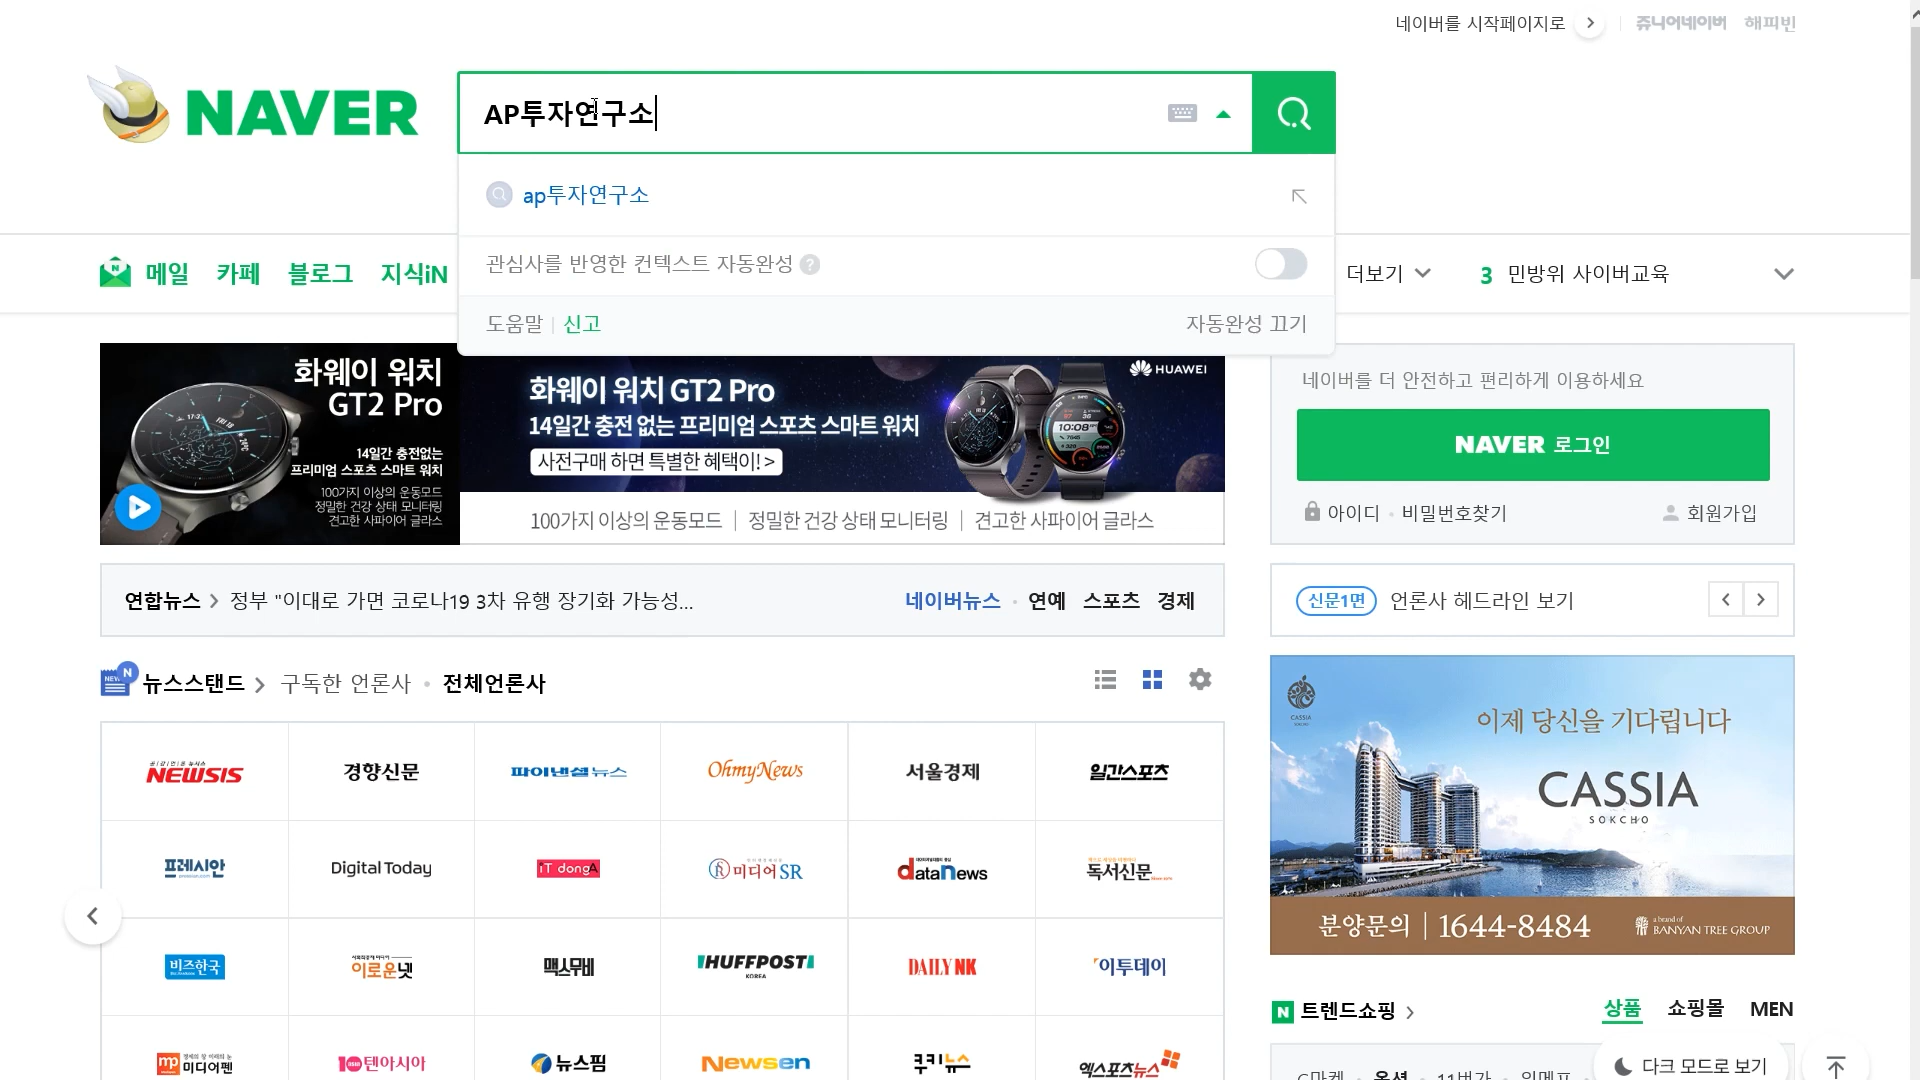 네이버를 시작페이지로
쥬니어네이버 해피빈
NAVER
AP투자연구소
ap투자연구소
관심사를 반영한 컨텍스트 자동완성 ?
도움말 신고 자동완성 끄기
메일 카페 블로그 지식iN
더보기 3 민방위 사이버교육
화웨이 워치
GT2 Pro
14일간 충전없는
프리미엄 스포츠 스마트 워치
100가지 이상의 운동모드
정밀한 건강 상태 모니터링
견고한 사파이어 글라스
화웨이 워치 GT2 Pro
14일간 충전 없는 프리미엄 스포츠 스마트 워치
사전구매 하면 특별한 혜택이! >
HUAWEI
100가지 이상의 운동모드 | 정밀한 건강 상태 모니터링 | 견고한 사파이어 글라스
네이버를 더 안전하고 편리하게 이용하세요
NAVER 로그인
아이디 · 비밀번호찾기 회원가입
연합뉴스 > 정부 "이대로 가면 코로나19 3차 유행 장기화 가능성...
네이버뉴스 · 연예 스포츠 경제
신문1면 언론사 헤드라인 보기
뉴스스탠드 > 구독한 언론사 · 전체언론사
NEWSIS 경향신문 파이낸셜뉴스 OhmyNews 서울경제 일간스포츠
프레시안 Digital Today iT dongA 미디어SR dataNews 독서신문
비즈한국 이로운넷 맥스무비 HUFFPOST KOREA DAILY NK 이투데이
mp 미디어펜 10 텐아시아 뉴스핌 Newsen 쿠키뉴스 엑스포츠뉴스
CASSIA
이제 당신을 기다립니다
CASSIA
SOKCHO
분양문의 | 1644-8484
a brand of
BANYAN TREE GROUP
N 트렌드쇼핑 >
상품 쇼핑몰 MEN
G마켓 · 옥션 · 11번가 · 위메프
다크 모드로 보기